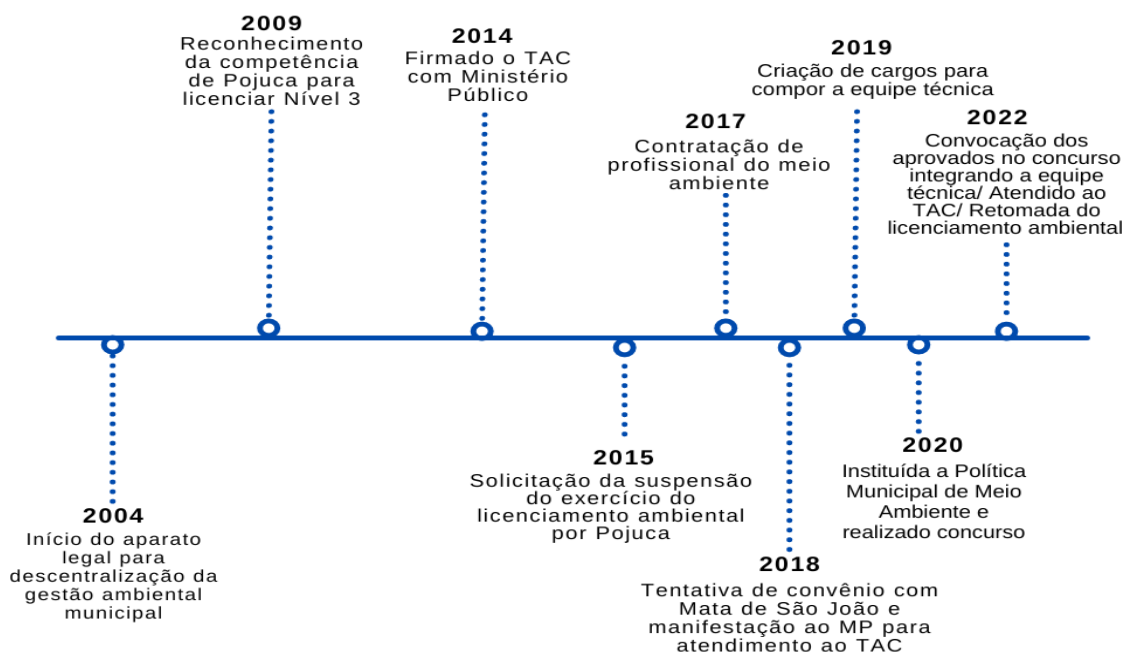 2009
Reconhecimento
da competência
de Pojuca para
licenciar Nível 3
2014
Firmado o TAC
com Ministério
Público
2017
Contratação de
profissional do meio
ambiente
2019
Criação de cargos para
compor a equipe técnica
2022
Convocação dos
aprovados no concurso
integrando a equipe
técnica/ Atendido ao
TAC/ Retomada do
licenciamento ambiental
2004
Início do aparato
legal para
descentralização da
gestão ambiental
municipal
2015
Solicitação da suspensão
do exercício do
licenciamento ambiental
por Pojuca
2018
Tentativa de convênio com
Mata de São João e
manifestação ao MP para
atendimento ao TAC
2020
Instituída a Política
Municipal de Meio
Ambiente e
realizado concurso